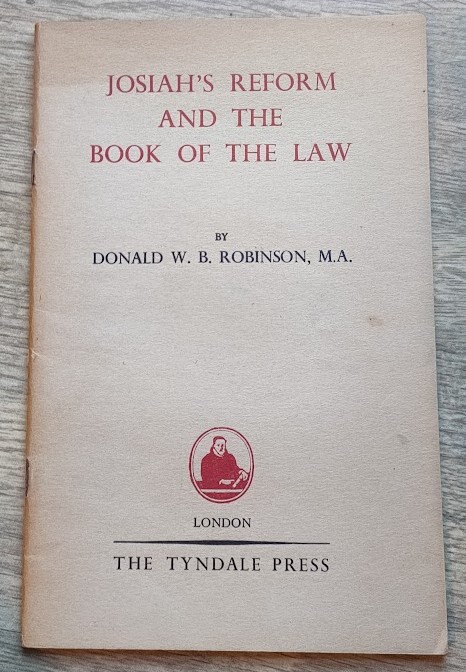 JOSIAH'S REFORM
AND THE
BOOK OF THE LAW
BY
DONALD W. B. ROBINSON, M.A.
LONDON
THE TYNDALE PRESS